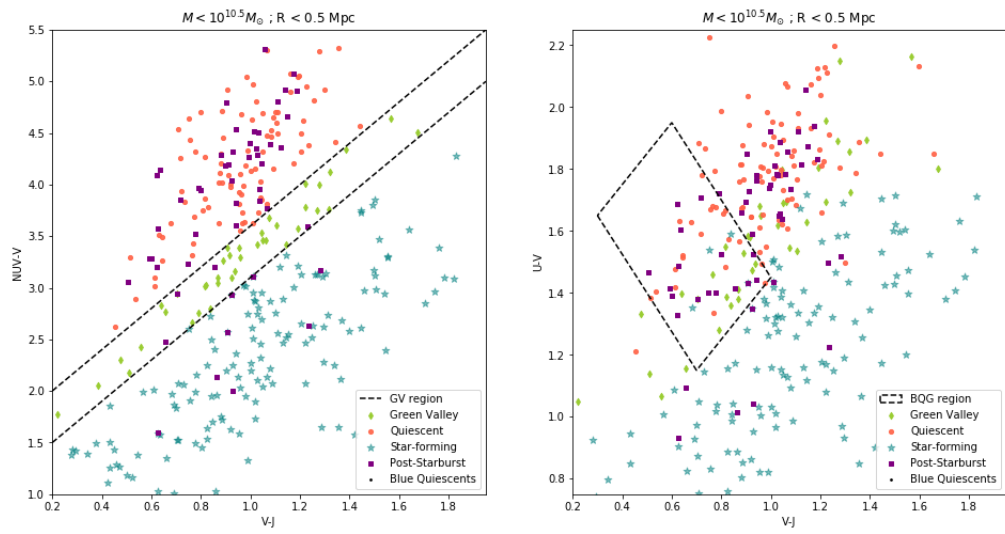 M < 10^10.5 M⊙ ; R < 0.5 Mpc
5.5
5.0
4.5
4.0
3.5
3.0
2.5
2.0
1.5
1.0
NUV-V
0.2 0.4 0.6 0.8 1.0 1.2 1.4 1.6 1.8
V-J
GV region
Green Valley
Quiescent
Star-forming
Post-Starburst
Blue Quiescents
M < 10^10.5 M⊙ ; R < 0.5 Mpc
2.2
2.0
1.8
1.6
1.4
1.2
1.0
0.8
U-V
0.2 0.4 0.6 0.8 1.0 1.2 1.4 1.6 1.8
V-J
BQG region
Green Valley
Quiescent
Star-forming
Post-Starburst
Blue Quiescents